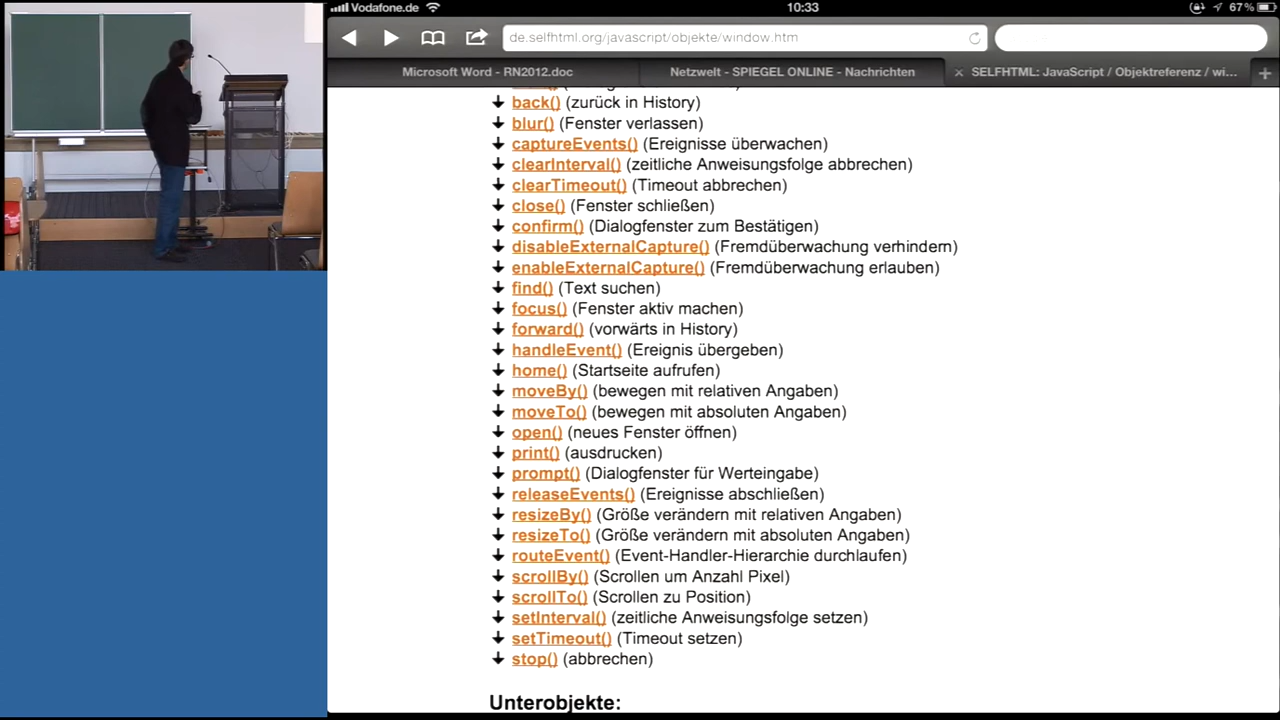 Vodafone.de
10:33
67%
de.selfhtml.org/javascript/objekte/window.htm
Microsoft Word - RN2012.doc
Netzwelt - SPIEGEL ONLINE - Nachrichten
SELFHTML: JavaScript / Objektreferenz / wi...
back() (zurück in History)
blur() (Fenster verlassen)
captureEvents() (Ereignisse überwachen)
clearInterval() (zeitliche Anweisungsfolge abbrechen)
clearTimeout() (Timeout abbrechen)
close() (Fenster schließen)
confirm() (Dialogfenster zum Bestätigen)
disableExternalCapture() (Fremdüberwachung verhindern)
enableExternalCapture() (Fremdüberwachung erlauben)
find() (Text suchen)
focus() (Fenster aktiv machen)
forward() (vorwärts in History)
handleEvent() (Ereignis übergeben)
home() (Startseite aufrufen)
moveBy() (bewegen mit relativen Angaben)
moveTo() (bewegen mit absoluten Angaben)
open() (neues Fenster öffnen)
print() (ausdrucken)
prompt() (Dialogfenster für Werteingabe)
releaseEvents() (Ereignisse abschließen)
resizeBy() (Größe verändern mit relativen Angaben)
resizeTo() (Größe verändern mit absoluten Angaben)
routeEvent() (Event-Handler-Hierarchie durchlaufen)
scrollBy() (Scrollen um Anzahl Pixel)
scrollTo() (Scrollen zu Position)
setInterval() (zeitliche Anweisungsfolge setzen)
setTimeout() (Timeout setzen)
stop() (abbrechen)
Unterobjekte: